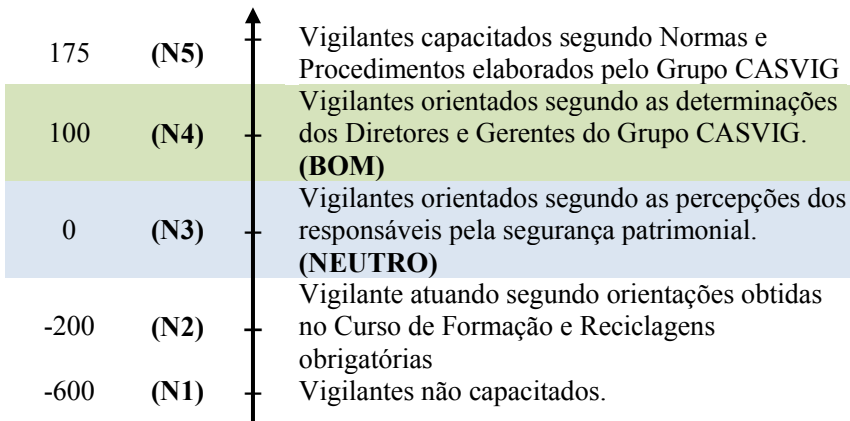 175 (N5) Vigilantes capacitados segundo Normas e
Procedimentos elaborados pelo Grupo CASVIG
Vigilantes orientados segundo as determinações
100 (N4) dos Diretores e Gerentes do Grupo CASVIG.
(BOM)
Vigilantes orientados segundo as percepções dos
0 (N3) responsáveis pela segurança patrimonial.
(NEUTRO)
Vigilante atuando segundo orientações obtidas
-200 (N2) no Curso de Formação e Reciclagens
obrigatórias
-600 (N1) Vigilantes não capacitados.